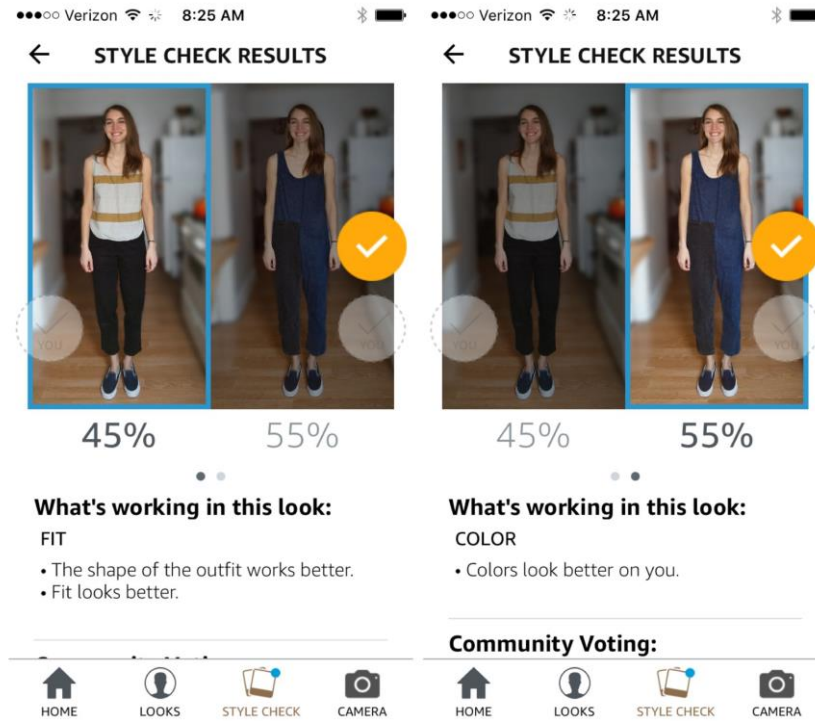 Verizon 8:25 AM
STYLE CHECK RESULTS
YOU
YOU
45% 55%
What's working in this look:
FIT
• The shape of the outfit works better.
• Fit looks better.
HOME LOOKS STYLE CHECK CAMERA
Verizon 8:25 AM
STYLE CHECK RESULTS
YOU
YOU
45% 55%
What's working in this look:
COLOR
• Colors look better on you.
Community Voting:
HOME LOOKS STYLE CHECK CAMERA